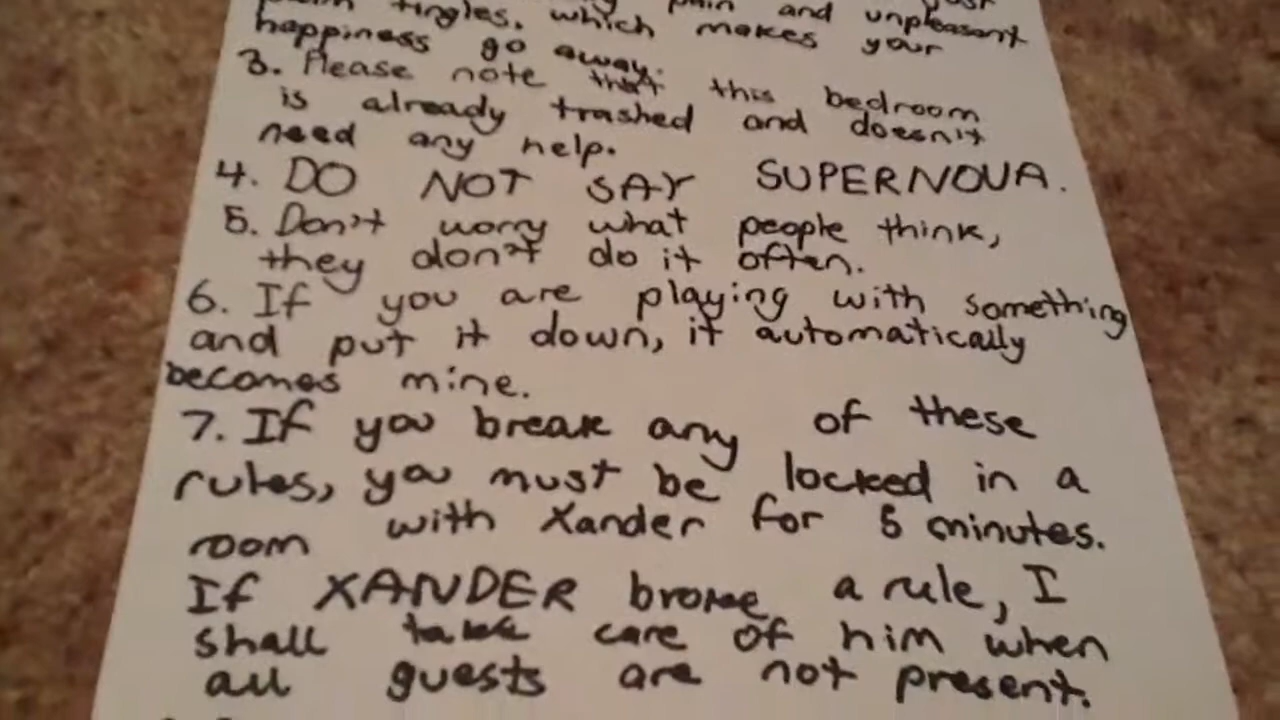 tingles, which makes your
pain and unpleasant
happiness go away.
3. Please note that this bedroom
is already trashed and doesn't
need any help.
4. DO NOT SAY SUPERNOVA.
5. Don't worry what people think,
they don't do it often.
6. If you are playing with something
and put it down, it automatically
becomes mine.
7. If you break any of these
rules, you must be locked in a
room with Xander for 5 minutes.
If XANDER broke a rule, I
shall take care of him when
all guests are not present.